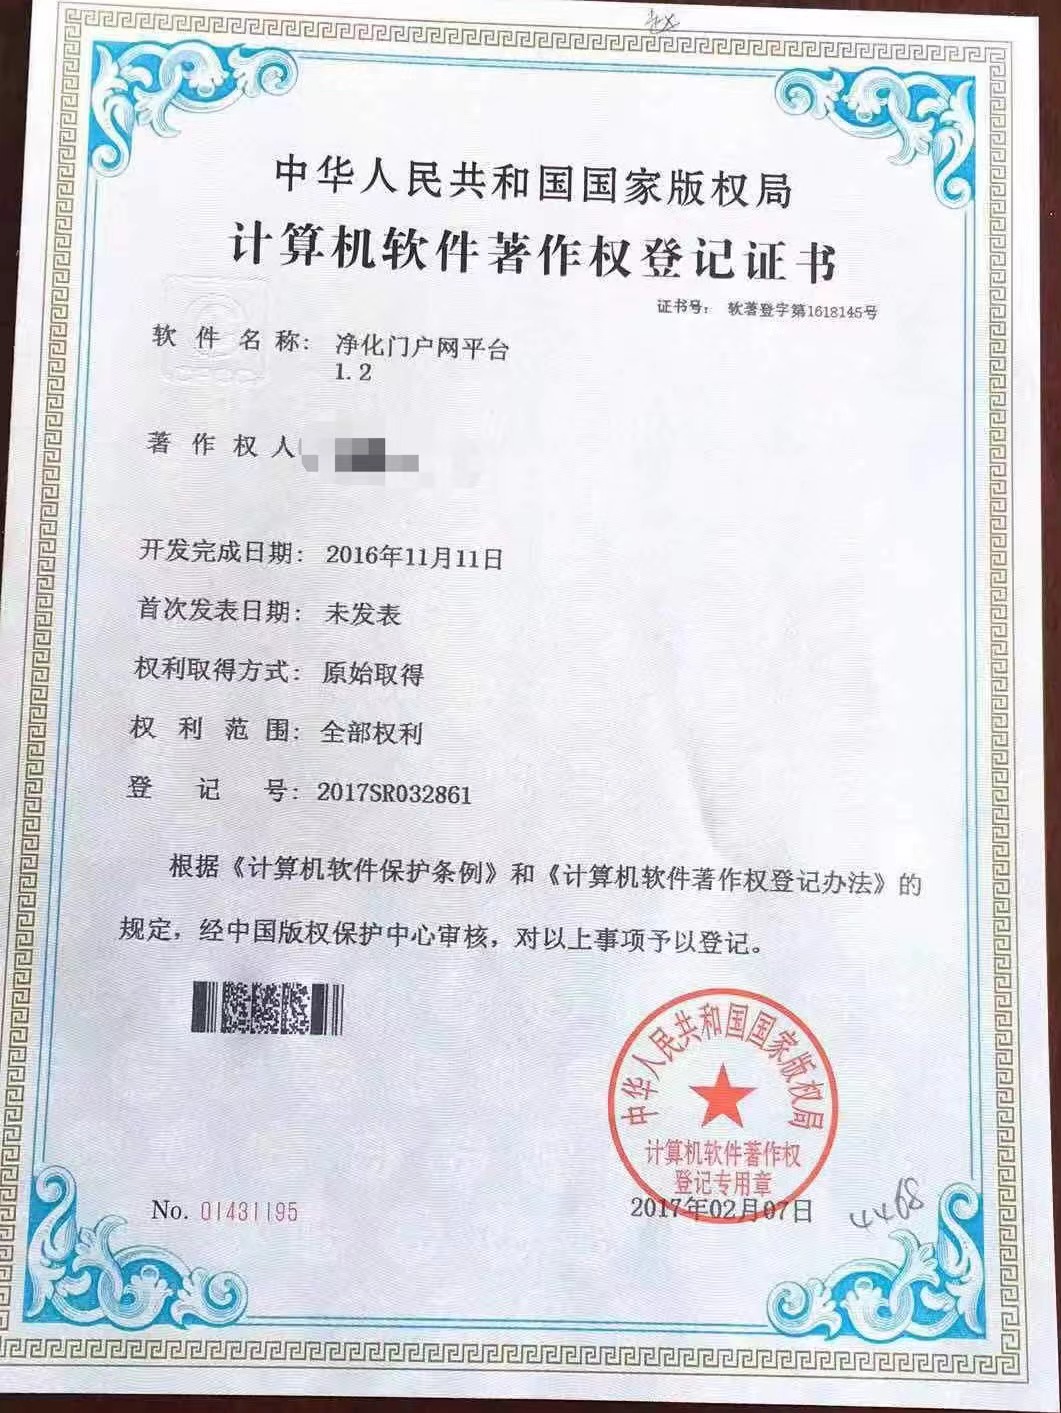 中华人民共和国国家版权局
计算机软件著作权登记证书
证书号： 软著登字第1618145号
软件名称： 净化门户网平台
1.2
著作权人
开发完成日期： 2016年11月11日
首次发表日期： 未发表
权利取得方式： 原始取得
权利范围： 全部权利
登记号： 2017SR032861
根据《计算机软件保护条例》和《计算机软件著作权登记办法》的
规定，经中国版权保护中心审核，对以上事项予以登记。
中华人民共和国国家版权局
计算机软件著作权
登记专用章
No. 01431195
2017年02月07日
4468